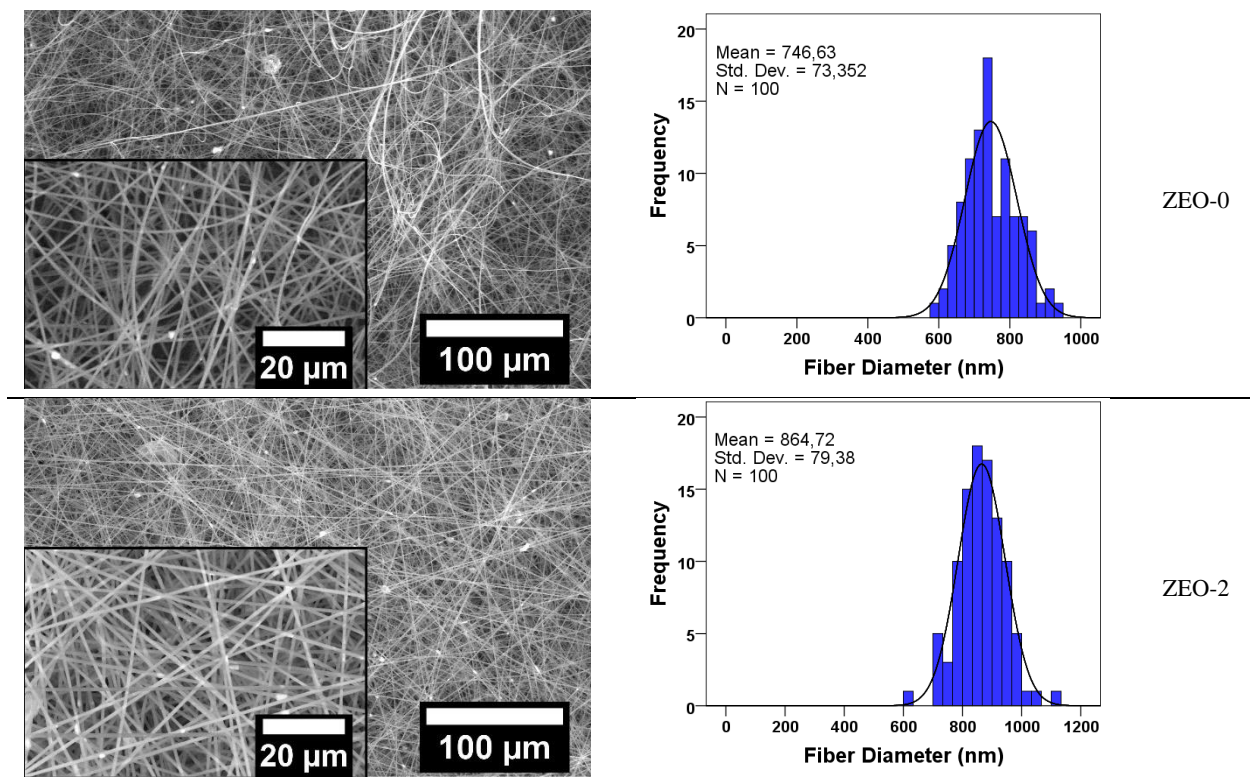 20 μm
100 μm
Mean = 746,63
Std. Dev. = 73,352
N = 100
Frequency
20
15
10
5
0
0 200 400 600 800 1000
Fiber Diameter (nm)
ZEO-0
20 μm
100 μm
Mean = 864,72
Std. Dev. = 79,38
N = 100
Frequency
20
15
10
5
0
0 200 400 600 800 1000 1200
Fiber Diameter (nm)
ZEO-2